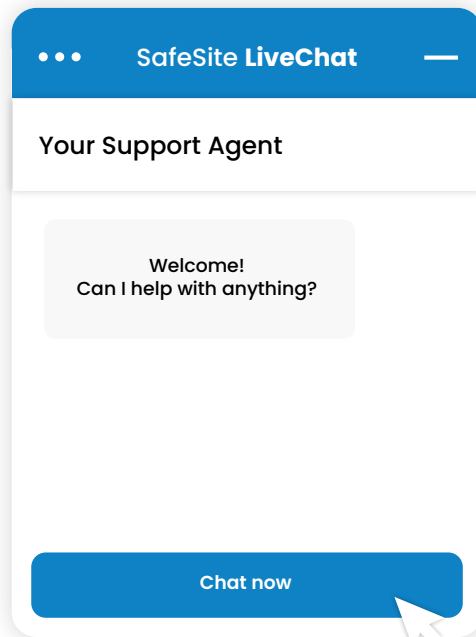 SafeSite LiveChat
Your Support Agent
Welcome!
Can I help with anything?
Chat now